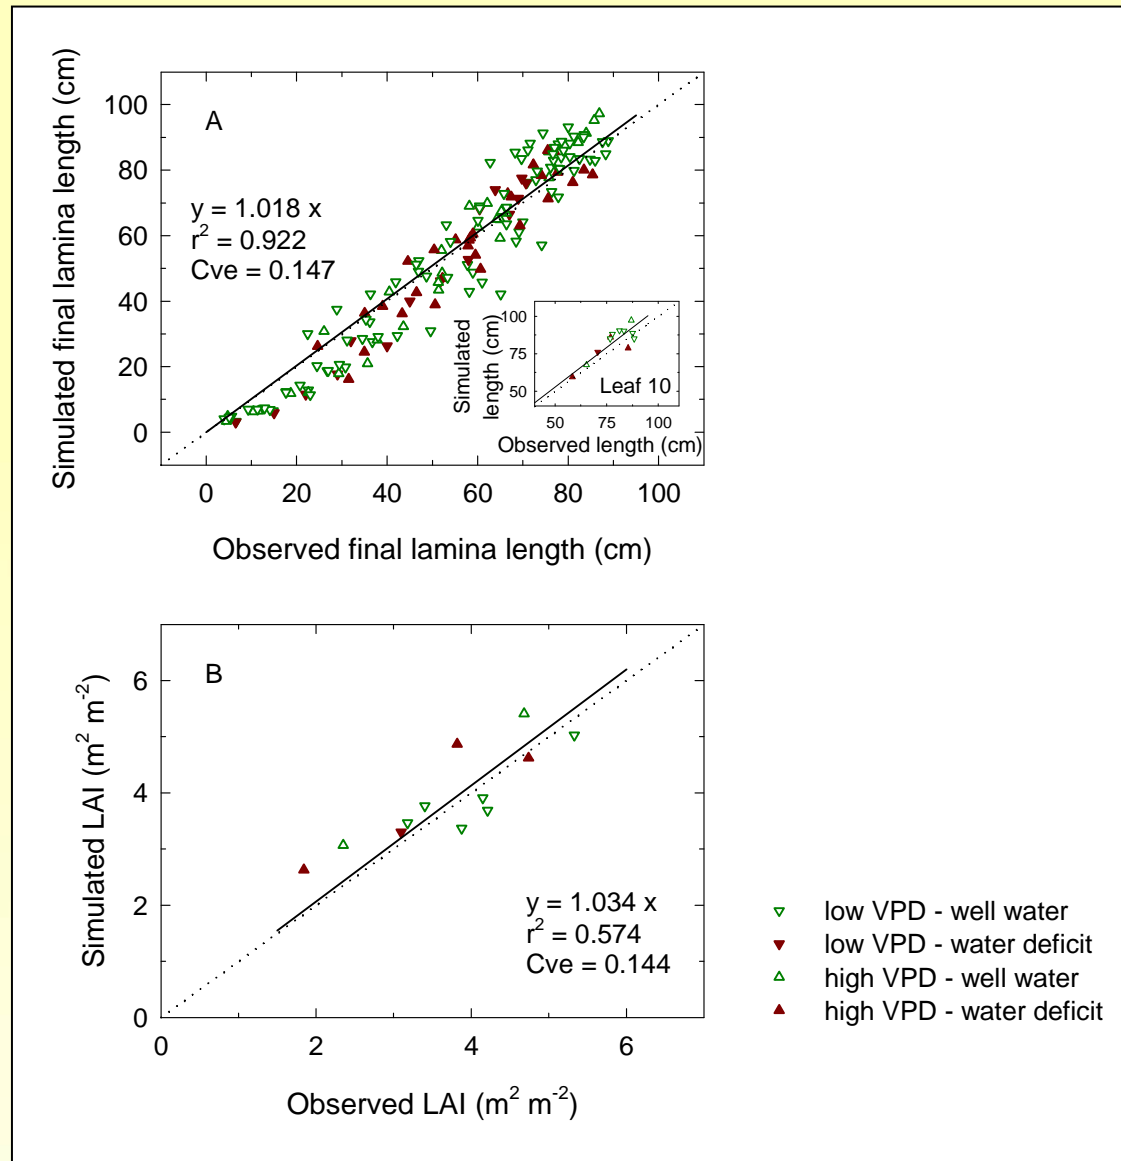 A
Simulated final lamina length (cm)
100
80
60
40
20
0
y = 1.018 x
r² = 0.922
Cve = 0.147
0 20 40 60 80 100
Observed final lamina length (cm)
Simulated
length (cm)
100
75
50
Leaf 10
50 75 100
Observed length (cm)
B
Simulated LAI (m² m⁻²)
6
4
2
0
y = 1.034 x
r² = 0.574
Cve = 0.144
0 2 4 6
Observed LAI (m² m⁻²)
low VPD - well water
low VPD - water deficit
high VPD - well water
high VPD - water deficit